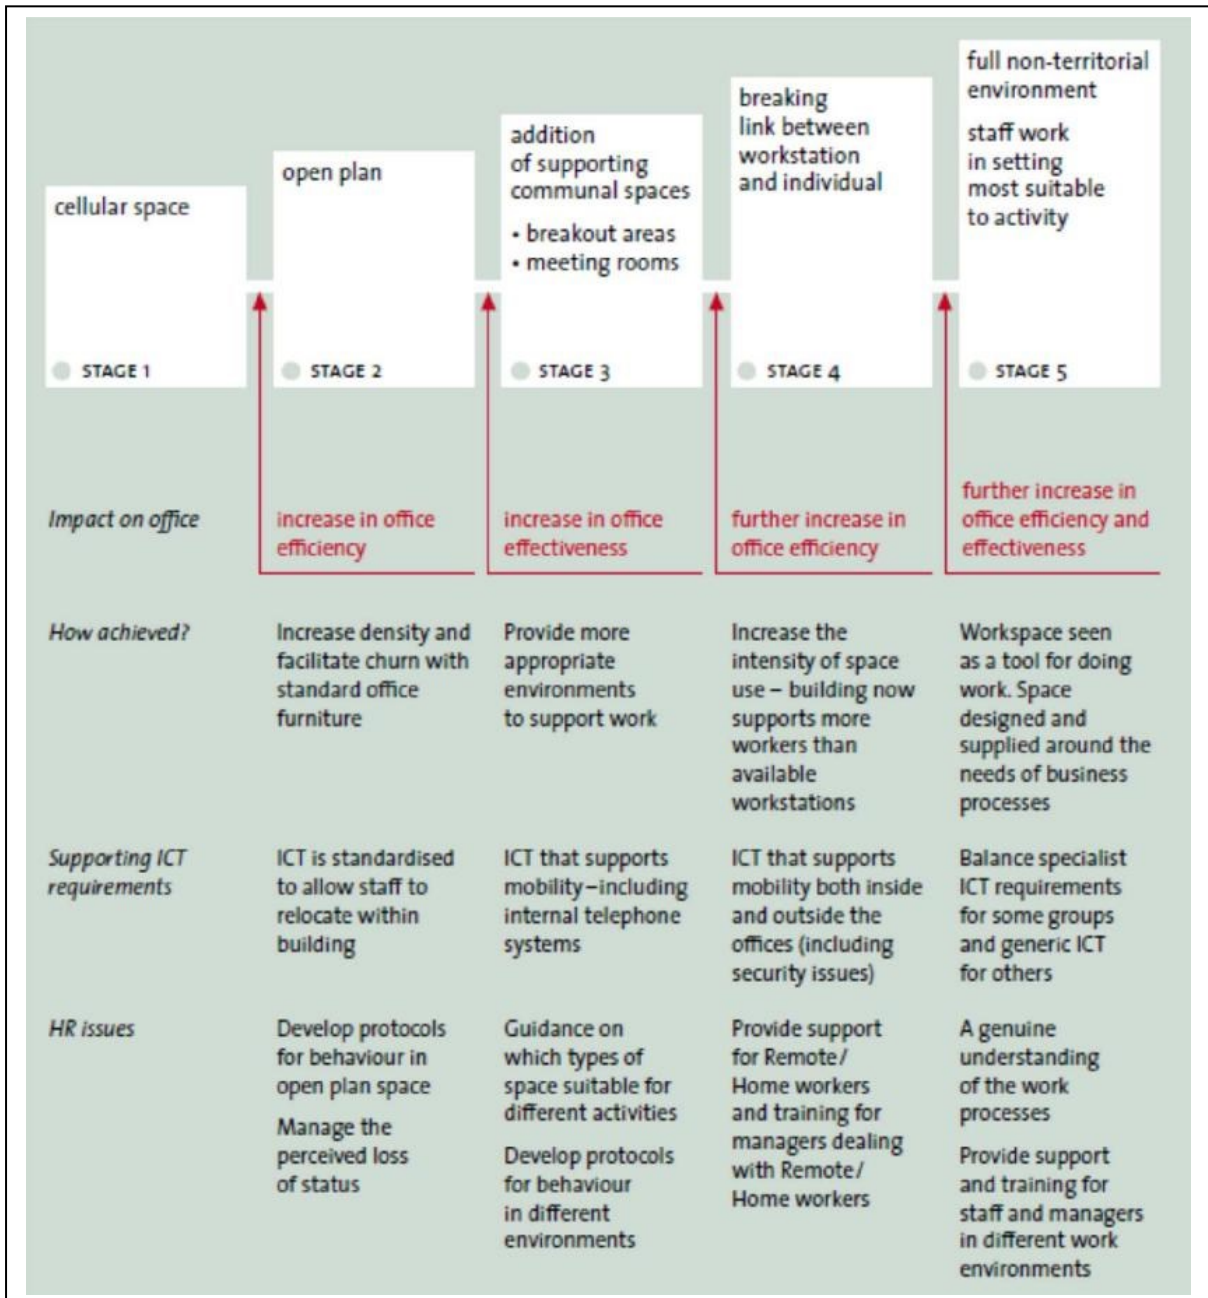 cellular space
STAGE 1
open plan
STAGE 2
addition
of supporting
communal spaces
• breakout areas
• meeting rooms
STAGE 3
breaking
link between
workstation
and individual
STAGE 4
full non-territorial
environment
staff work
in setting
most suitable
to activity
STAGE 5
Impact on office
increase in office
efficiency
increase in office
effectiveness
further increase in
office efficiency
further increase in
office efficiency and
effectiveness
How achieved?
Increase density and
facilitate churn with
standard office
furniture
Provide more
appropriate
environments
to support work
Increase the
intensity of space
use – building now
supports more
workers than
available
workstations
Workspace seen
as a tool for doing
work. Space
designed and
supplied around the
needs of business
processes
Supporting ICT
requirements
ICT is standardised
to allow staff to
relocate within
building
ICT that supports
mobility – including
internal telephone
systems
ICT that supports
mobility both inside
and outside the
offices (including
security issues)
Balance specialist
ICT requirements
for some groups
and generic ICT
for others
HR issues
Develop protocols
for behaviour in
open plan space
Manage the
perceived loss
of status
Guidance on
which types of
space suitable for
different activities
Develop protocols
for behaviour
in different
environments
Provide support
for Remote/
Home workers
and training for
managers dealing
with Remote/
Home workers
A genuine
understanding
of the work
processes
Provide support
and training for
staff and managers
in different work
environments